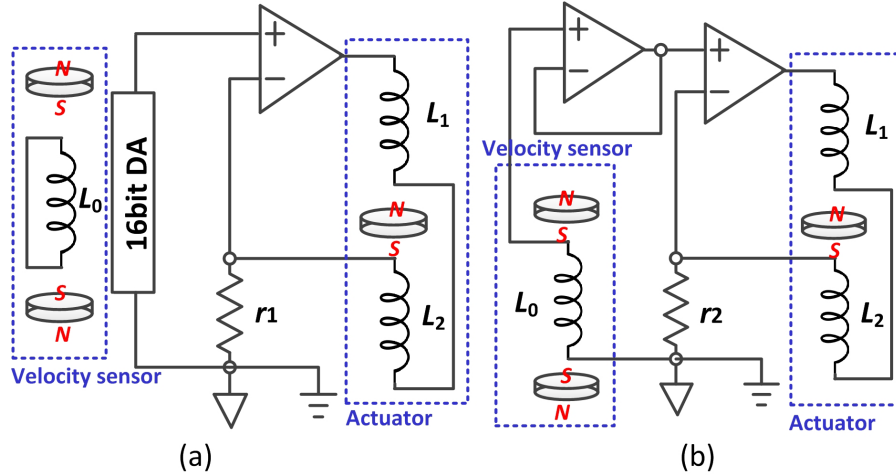 N
S
L0
S
N
Velocity sensor
16bit DA
+
−
L1
N
S
r1
L2
Actuator
(a)
+
−
+
−
Velocity sensor
N
S
L0
S
N
L1
N
S
r2
L2
Actuator
(b)